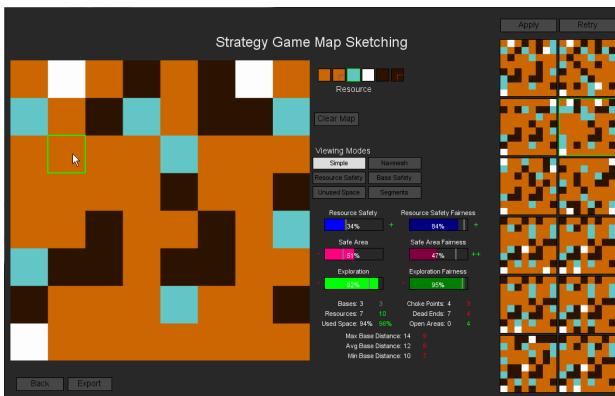 Apply Retry
Strategy Game Map Sketching
Resource
Clear Map
Viewing Modes
Simple Navmesh
Resource Safety Base Safety
Unused Space Segments
Resource Safety Resource Safety Fairness
34% + 84% +
Safe Area Safe Area Fairness
- 51% 47% ++
Exploration Exploration Fairness
92% 95%
Bases: 3 3 Choke Points: 4
Resources: 7 10 Dead Ends: 7 4
Used Space: 94% 96% Open Areas: 0 4
Max Base Distance: 14
Avg Base Distance: 12
Min Base Distance: 10
Back Export